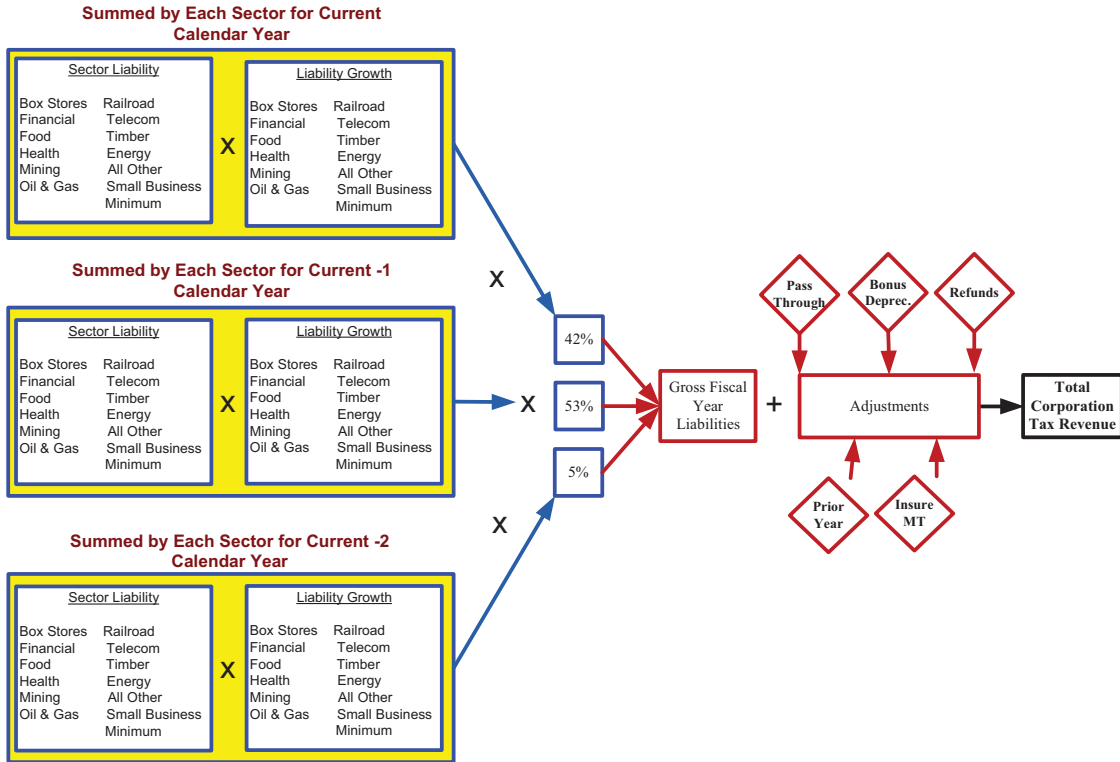 Summed by Each Sector for Current
Calendar Year
Sector Liability
Box Stores Railroad
Financial Telecom
Food Timber
Health Energy
Mining All Other
Oil & Gas Small Business
Minimum
X
Liability Growth
Box Stores Railroad
Financial Telecom
Food Timber
Health Energy
Mining All Other
Oil & Gas Small Business
Minimum
Summed by Each Sector for Current -1
Calendar Year
Sector Liability
Box Stores Railroad
Financial Telecom
Food Timber
Health Energy
Mining All Other
Oil & Gas Small Business
Minimum
X
Liability Growth
Box Stores Railroad
Financial Telecom
Food Timber
Health Energy
Mining All Other
Oil & Gas Small Business
Minimum
Summed by Each Sector for Current -2
Calendar Year
Sector Liability
Box Stores Railroad
Financial Telecom
Food Timber
Health Energy
Mining All Other
Oil & Gas Small Business
Minimum
X
Liability Growth
Box Stores Railroad
Financial Telecom
Food Timber
Health Energy
Mining All Other
Oil & Gas Small Business
Minimum
X
42%
X
53%
X
5%
Gross Fiscal
Year
Liabilities
+
Pass
Through
Bonus
Deprec.
Refunds
Adjustments
Prior
Year
Insure
MT
Total
Corporation
Tax Revenue